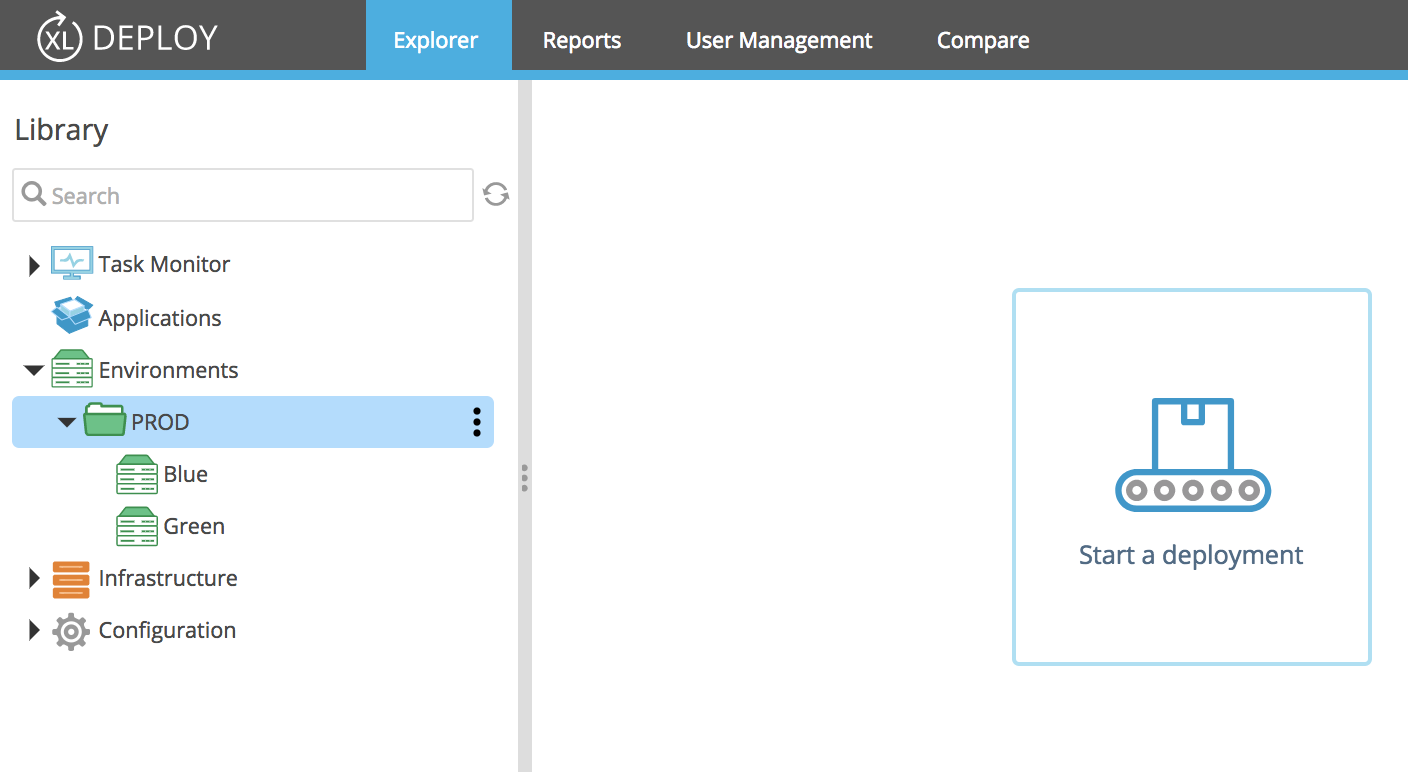 XL DEPLOY
Explorer
Reports
User Management
Compare
Library
Search
Task Monitor
Applications
Environments
PROD
Blue
Green
Infrastructure
Configuration
Start a deployment